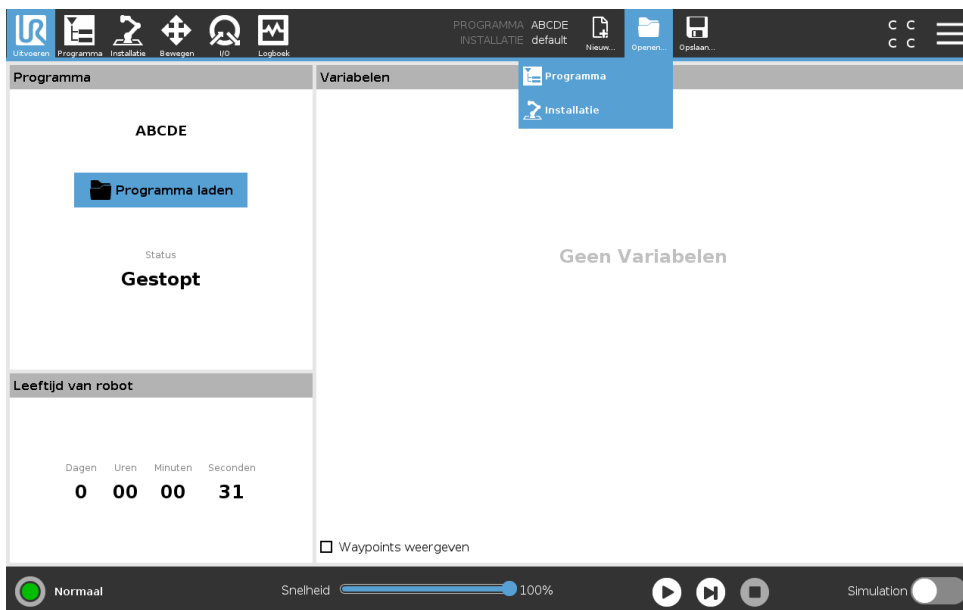 PROGRAMMA ABCDE
INSTALLATIE default
C C
C C
Uitvoeren Programma Installatie Bewegen I/O Logboek Nieuw... Openen... Opslaan...
Programma
Variabelen
Programma
Installatie
ABCDE
Programma laden
Status
Gestopt
Geen Variabelen
Leeftijd van robot
Dagen Uren Minuten Seconden
0 00 00 31
Waypoints weergeven
Normaal
Snelheid 100%
Simulation